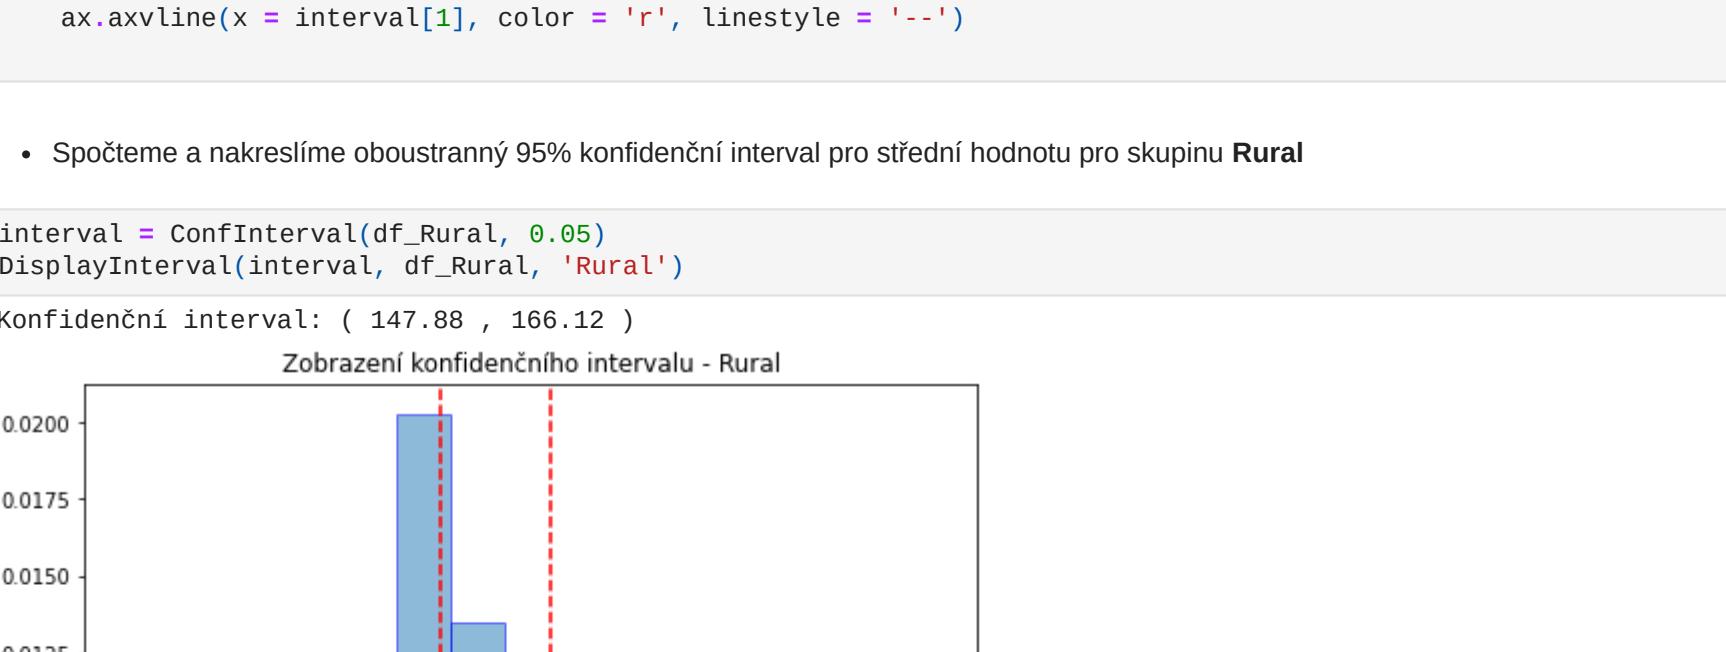 ax.axvline(x = interval[1], color = 'r', linestyle = '--')
• Spočteme a nakreslíme oboustranný 95% konfidenční interval pro střední hodnotu pro skupinu Rural
interval = ConfInterval(df_Rural, 0.05)
DisplayInterval(interval, df_Rural, 'Rural')
Konfidenční interval: ( 147.88 , 166.12 )
Zobrazení konfidenčního intervalu - Rural
0.0200
0.0175
0.0150
0.0125